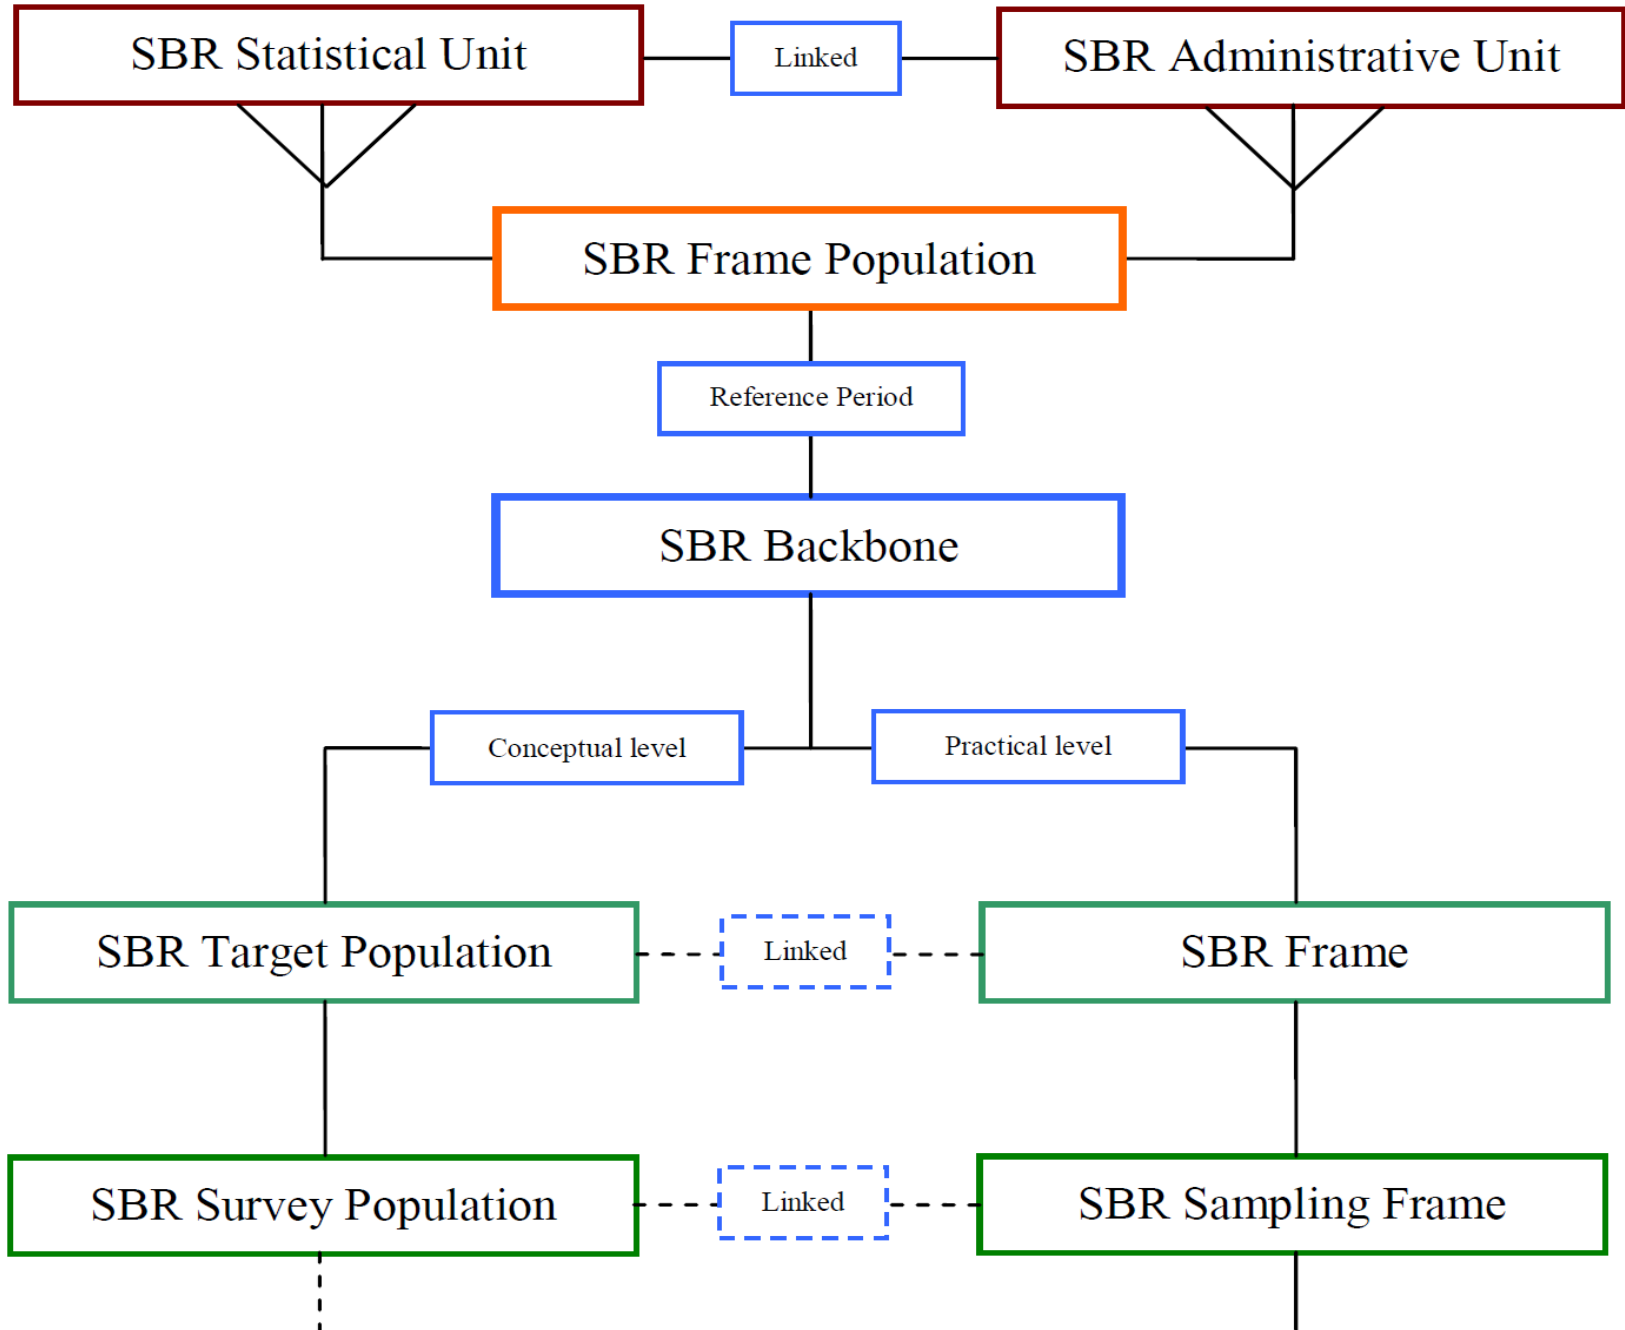 SBR Statistical Unit
Linked
SBR Administrative Unit
SBR Frame Population
Reference Period
SBR Backbone
Conceptual level
Practical level
SBR Target Population
Linked
SBR Frame
SBR Survey Population
Linked
SBR Sampling Frame